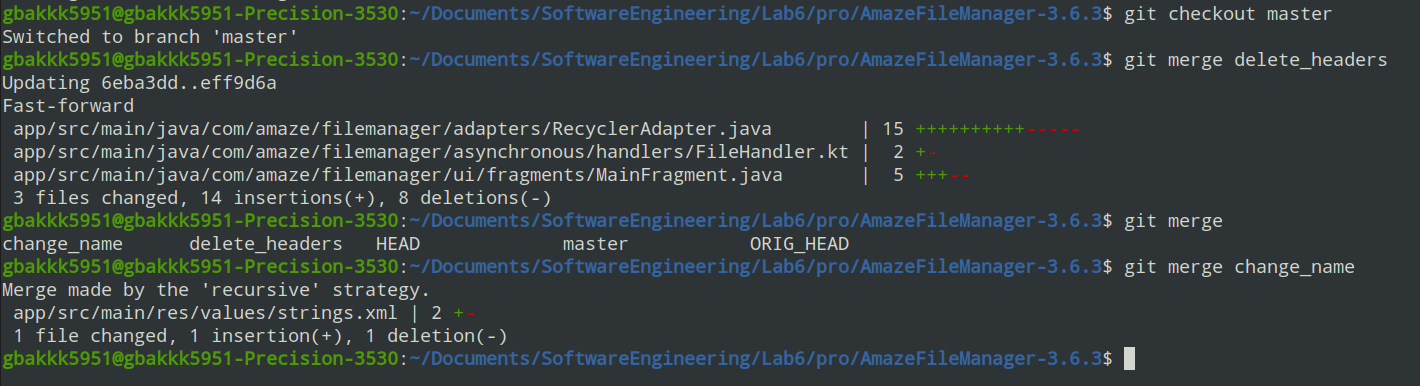 gbakkk5951@gbakkk5951-Precision-3530:~/Documents/SoftwareEngineering/Lab6/pro/AmazeFileManager-3.6.3$ git checkout master
Switched to branch 'master'
gbakkk5951@gbakkk5951-Precision-3530:~/Documents/SoftwareEngineering/Lab6/pro/AmazeFileManager-3.6.3$ git merge delete_headers
Updating 6eba3dd..eff9d6a
Fast-forward
 app/src/main/java/com/amaze/filemanager/adapters/RecyclerAdapter.java        | 15 ++++++++++-----
 app/src/main/java/com/amaze/filemanager/asynchronous/handlers/FileHandler.kt |  2 +-
 app/src/main/java/com/amaze/filemanager/ui/fragments/MainFragment.java       |  5 +++--
 3 files changed, 14 insertions(+), 8 deletions(-)
gbakkk5951@gbakkk5951-Precision-3530:~/Documents/SoftwareEngineering/Lab6/pro/AmazeFileManager-3.6.3$ git merge
change_name      delete_headers   HEAD             master           ORIG_HEAD
gbakkk5951@gbakkk5951-Precision-3530:~/Documents/SoftwareEngineering/Lab6/pro/AmazeFileManager-3.6.3$ git merge change_name
Merge made by the 'recursive' strategy.
 app/src/main/res/values/strings.xml | 2 +-
 1 file changed, 1 insertion(+), 1 deletion(-)
gbakkk5951@gbakkk5951-Precision-3530:~/Documents/SoftwareEngineering/Lab6/pro/AmazeFileManager-3.6.3$